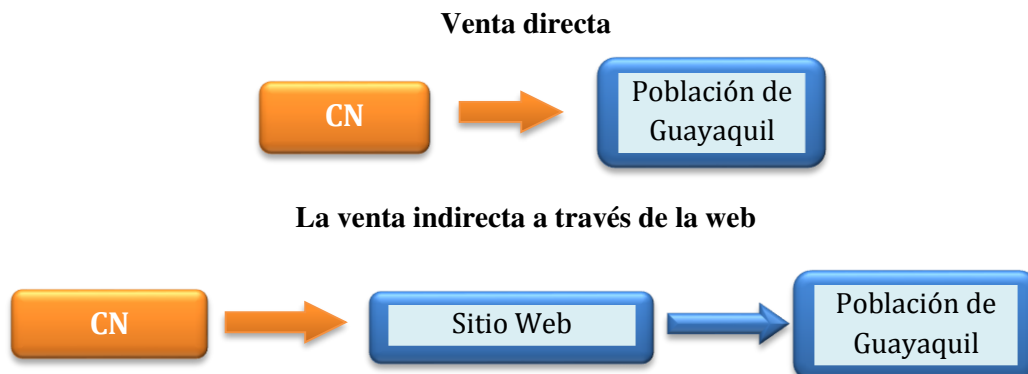 Venta directa
CN
Población de
Guayaquil
La venta indirecta a través de la web
CN
Sitio Web
Población de
Guayaquil